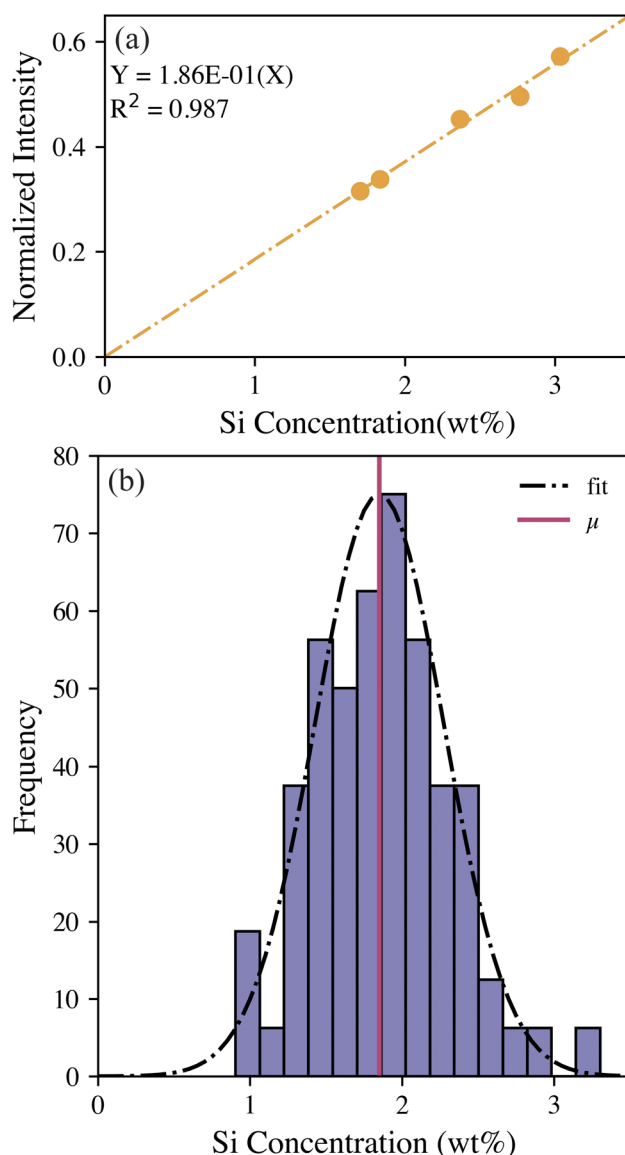 (a)
Y = 1.86E-01(X)
R² = 0.987
Normalized Intensity
0.6
0.4
0.2
0.0
0 1 2 3
Si Concentration(wt%)
(b)
fit
μ
Frequency
80
70
60
50
40
30
20
10
0
0 1 2 3
Si Concentration (wt%)